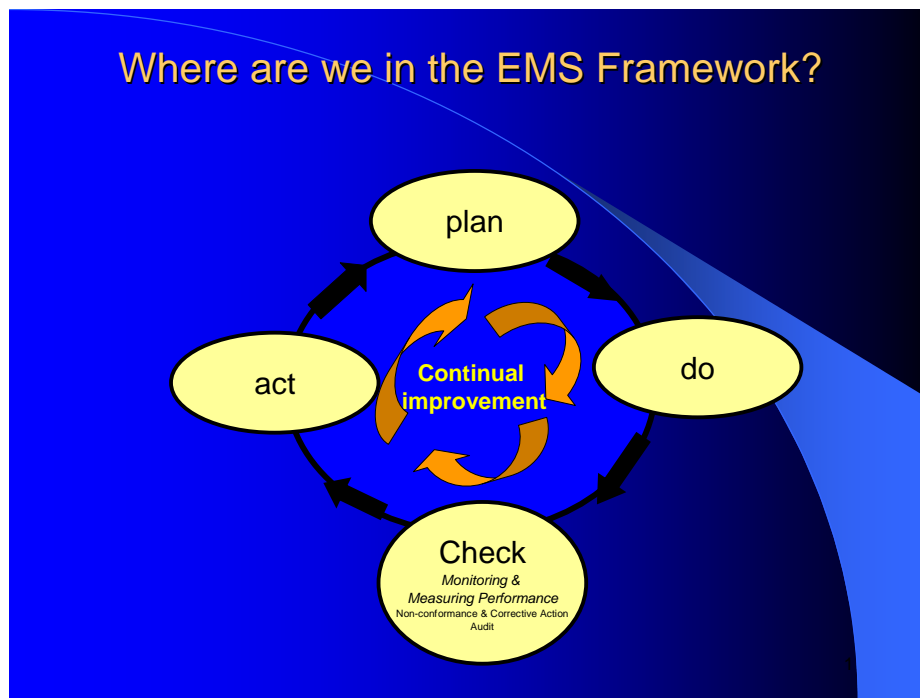 Where are we in the EMS Framework?
plan
act
Continual
improvement
do
Check
Monitoring &
Measuring Performance
Non-conformance & Corrective Action
Audit